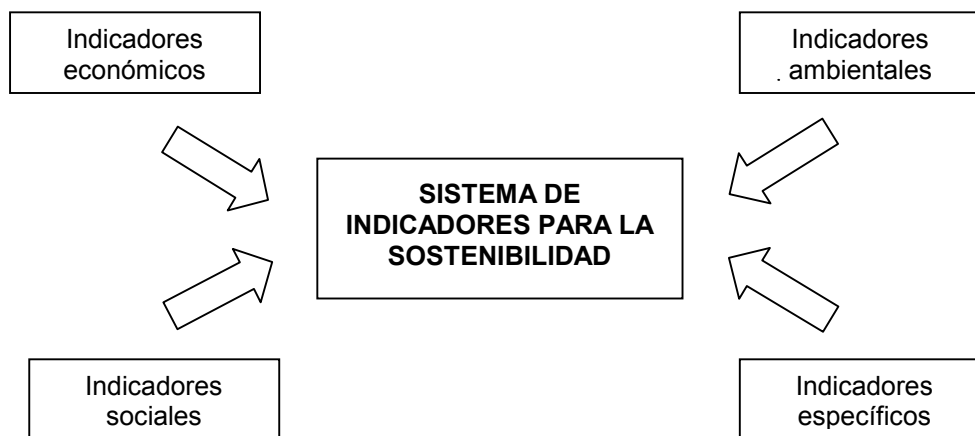 Indicadores
económicos
Indicadores
. ambientales
SISTEMA DE
INDICADORES PARA LA
SOSTENIBILIDAD
Indicadores
sociales
Indicadores
específicos